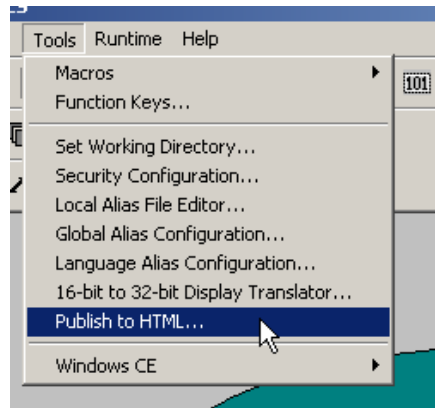 Tools Runtime Help
Macros
101
Function Keys...
Set Working Directory...
Security Configuration...
Local Alias File Editor...
Global Alias Configuration...
Language Alias Configuration...
16-bit to 32-bit Display Translator...
Publish to HTML...
Windows CE